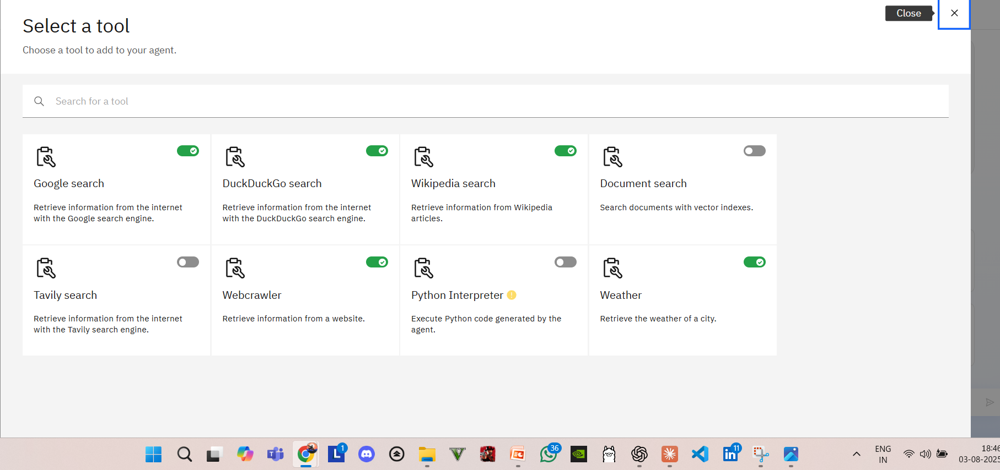 Select a tool
Close
Choose a tool to add to your agent.
Search for a tool
Google search
Retrieve information from the internet
with the Google search engine.
DuckDuckGo search
Retrieve information from the internet
with the DuckDuckGo search engine.
Wikipedia search
Retrieve information from Wikipedia
articles.
Document search
Search documents with vector indexes.
Tavily search
Retrieve information from the internet
with the Tavily search engine.
Webcrawler
Retrieve information from a website.
Python Interpreter
Execute Python code generated by the
agent.
Weather
Retrieve the weather of a city.
L 1
36
in 11
ENG
IN
18:46
03-08-2025